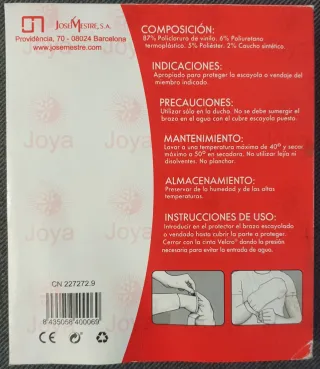 JOSEMESTRE, S.A.
Providència, 70 - 08024 Barcelona
www.josemestre.com
Joya
Joya
Joya
Joya
CN 227272.9
8 435058 400069
CE
COMPOSICIÓN:
87% Policloruro de vinilo. 6% Poliuretano
termoplástico. 5% Poliéster. 2% Caucho sintético.
INDICACIONES:
Apropiado para proteger la escayola o vendaje del
miembro indicado.
PRECAUCIONES:
Utilizar sólo en la ducha. No se debe sumergir el
brazo en el agua con el cubre escayola puesto.
MANTENIMIENTO:
Lavar a una temperatura máxima de 40º y secar
máximo a 50º en secadora. No utilizar lejía ni
disolventes. No planchar.
ALMACENAMIENTO:
Preservar de la humedad y de las altas
temperaturas.
INSTRUCCIONES DE USO:
Introducir en el protector el brazo escayolado
o vendado hasta cubrir la parte a proteger.
Cerrar con la cinta Velcro® dando la presión
necesaria para evitar la entrada de agua.